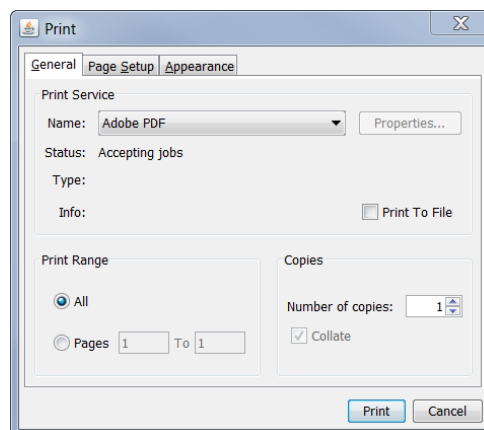 Print
General Page Setup Appearance
Print Service
Name: Adobe PDF Properties...
Status: Accepting jobs
Type:
Info: Print To File
Print Range
All
Pages 1 To 1
Copies
Number of copies: 1
Collate
Print Cancel